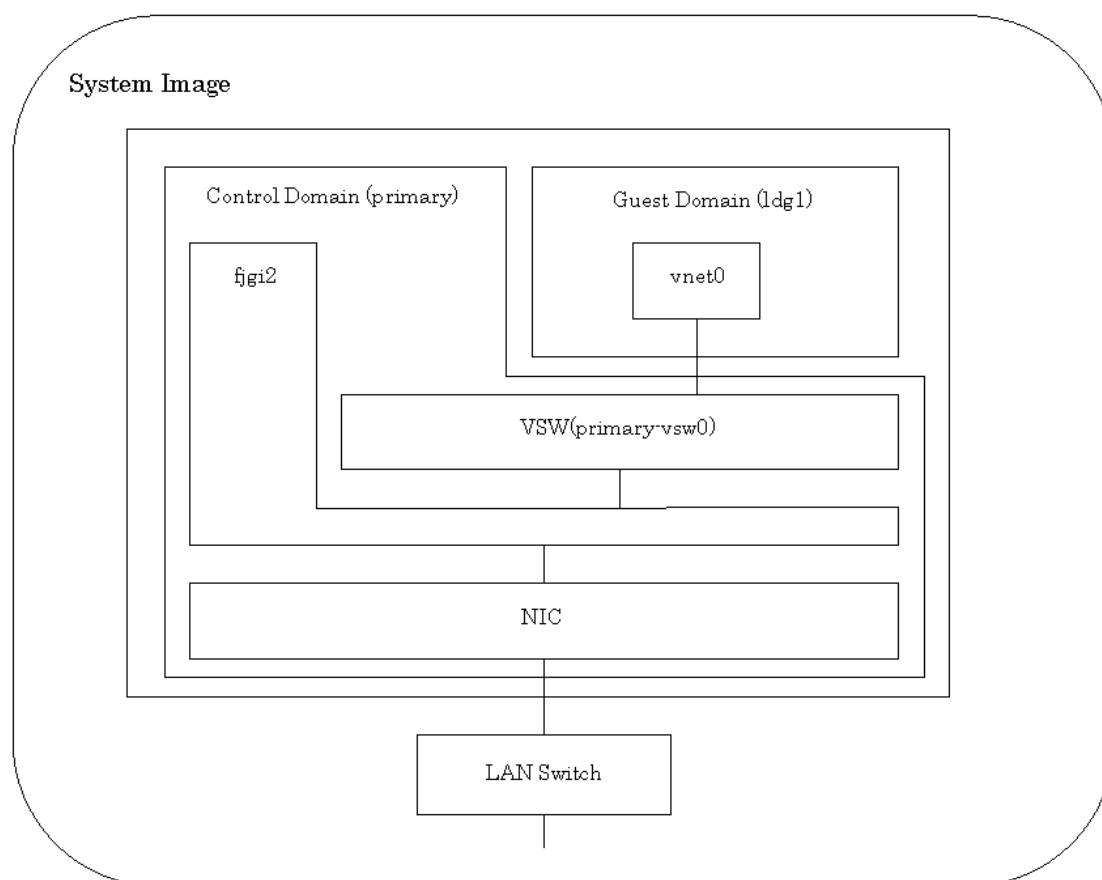 System Image
Control Domain (primary)
Guest Domain (ldg1)
fjgi2
vnet0
VSW(primary-vsw0)
NIC
LAN Switch